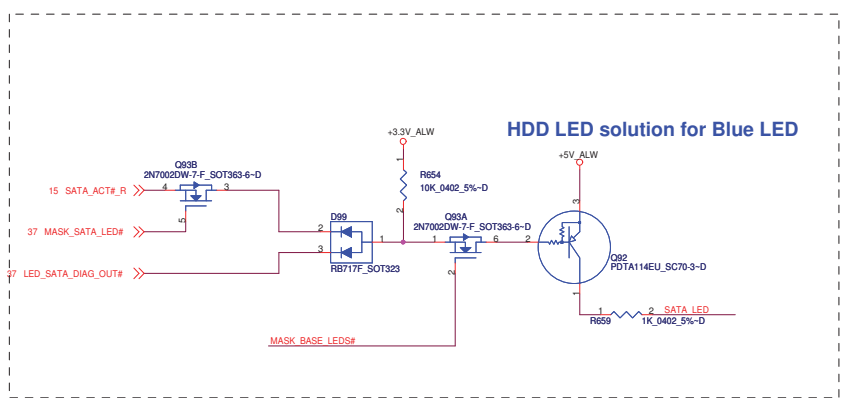 HDD LED solution for Blue LED
+3.3V_ALW
+5V_ALW
Q93B
2N7002DW-7-F_SOT363-6~D
15 SATA_ACT#_R
4
3
5
37 MASK_SATA_LED#
37 LED_SATA_DIAG_OUT#
D99
2
3
1
RB717F_SOT323
1
R654
10K_0402_5%~D
2
Q93A
2N7002DW-7-F_SOT363-6~D
1
6
2
MASK_BASE_LEDS#
3
2
Q92
PDTA114EU_SC70-3~D
1
1
2
SATA_LED
R659
1K_0402_5%~D